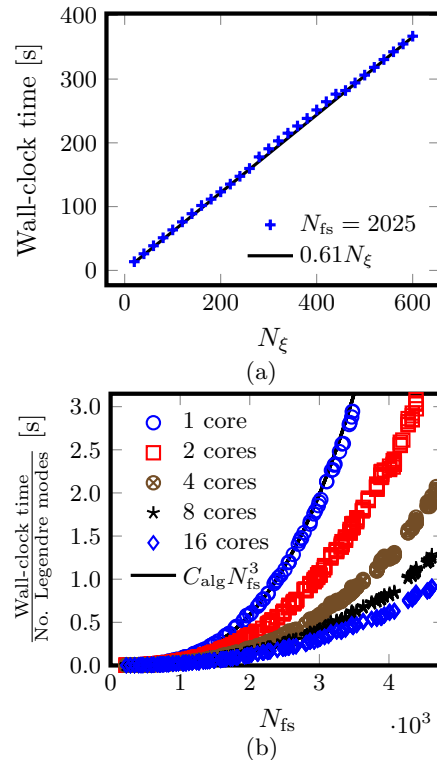 400
300
200
100
0
Wall-clock time [s]
N_fs = 2025
0.61N_ξ
0 200 400 600
N_ξ
(a)
3.0
2.5
2.0
1.5
1.0
0.5
0.0
Wall-clock time
No. Legendre modes
[s]
1 core
2 cores
4 cores
8 cores
16 cores
C_alg N_fs^3
0 1 2 3 4
N_fs
·10^3
(b)